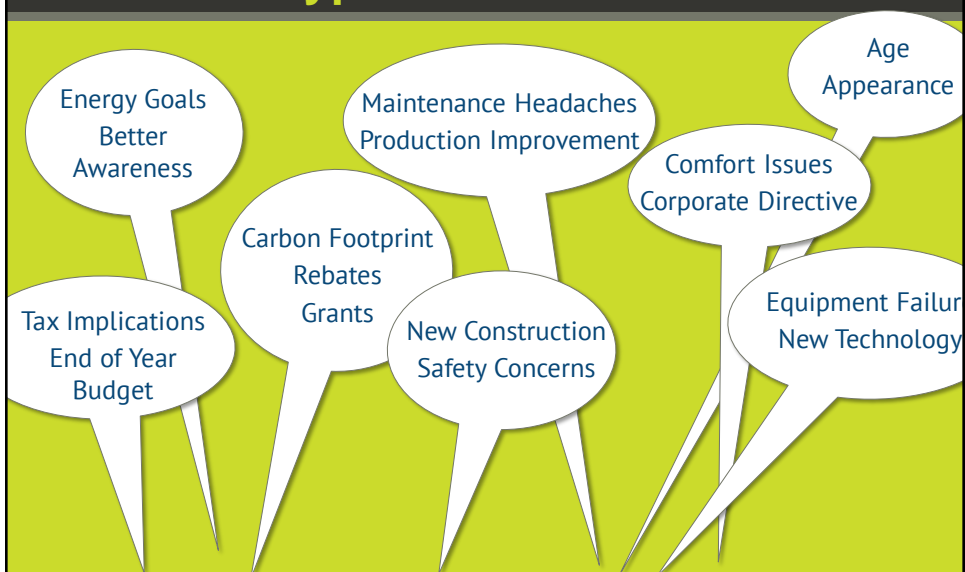 Energy Goals
Better
Awareness
Maintenance Headaches
Production Improvement
Age
Appearance
Comfort Issues
Corporate Directive
Carbon Footprint
Rebates
Grants
Tax Implications
End of Year
Budget
New Construction
Safety Concerns
Equipment Failur
New Technology